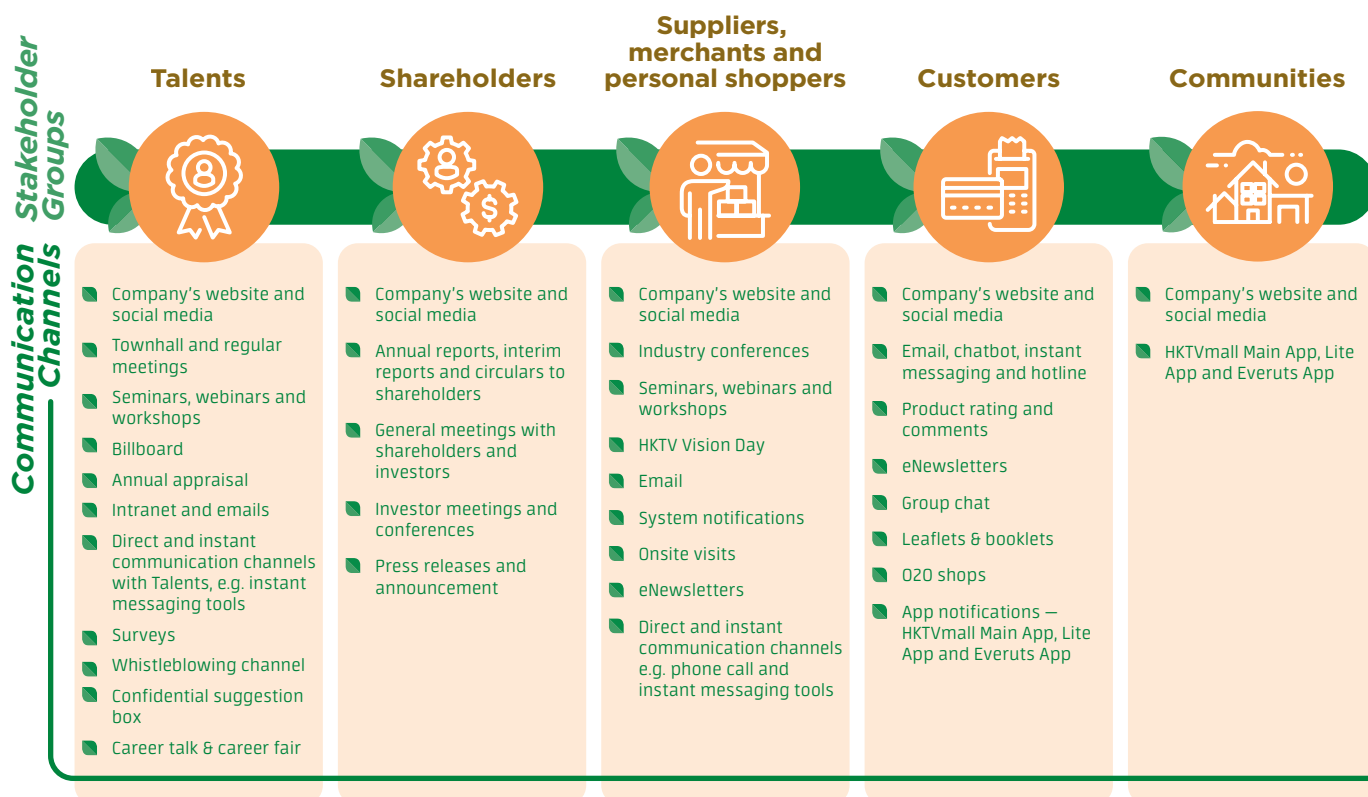 Stakeholder
Groups
Talents
Shareholders
Suppliers,
merchants and
personal shoppers
Customers
Communities
Communication
Channels
Company's website and
social media
Townhall and regular
meetings
Seminars, webinars and
workshops
Billboard
Annual appraisal
Intranet and emails
Direct and instant
communication channels
with Talents, e.g. instant
messaging tools
Surveys
Whistleblowing channel
Confidential suggestion
box
Career talk & career fair
Company's website and
social media
Annual reports, interim
reports and circulars to
shareholders
General meetings with
shareholders and
investors
Investor meetings and
conferences
Press releases and
announcement
Company's website and
social media
Industry conferences
Seminars, webinars and
workshops
HKTV Vision Day
Email
System notifications
Onsite visits
eNewsletters
Direct and instant
communication channels
e.g. phone call and
instant messaging tools
Company's website and
social media
Email, chatbot, instant
messaging and hotline
Product rating and
comments
eNewsletters
Group chat
Leaflets & booklets
O2O shops
App notifications —
HKTVmall Main App, Lite
App and Everuts App
Company's website and
social media
HKTVmall Main App, Lite
App and Everuts App